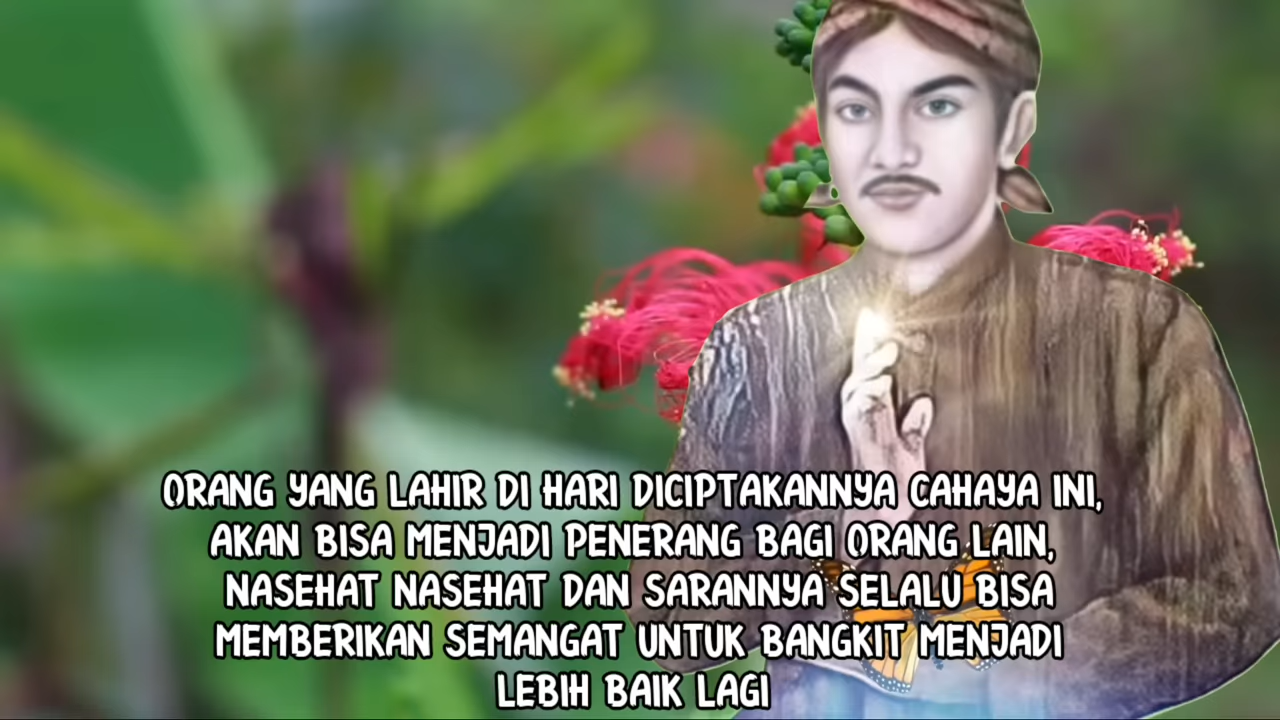 ORANG YANG LAHIR DI HARI DICIPTAKANNYA CAHAYA INI,
AKAN BISA MENJADI PENERANG BAGI ORANG LAIN,
NASEHAT NASEHAT DAN SARANNYA SELALU BISA
MEMBERIKAN SEMANGAT UNTUK BANGKIT MENJADI
LEBIH BAIK LAGI